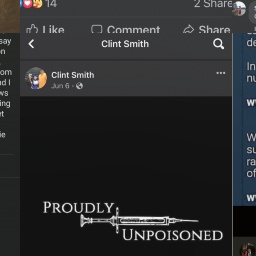 14
2 Share
Like
Comment
Share
Clint Smith
Clint Smith
Jun 6
PROUDLY
UNPOISONED
say
on
om
d I
ws
ing
et
ie
de
In
nu
W
su
ra
of